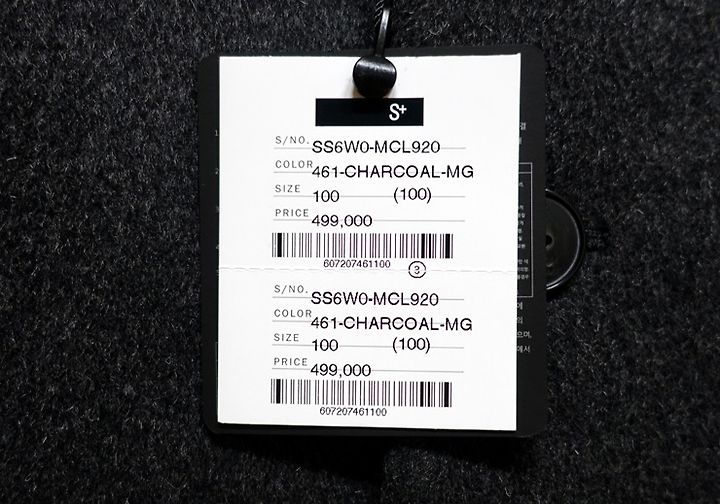 S+
S/NO. SS6W0-MCL920
COLOR 461-CHARCOAL-MG
SIZE 100 (100)
PRICE 499,000
607207461100 3
S/NO. SS6W0-MCL920
COLOR 461-CHARCOAL-MG
SIZE 100 (100)
PRICE 499,000
607207461100